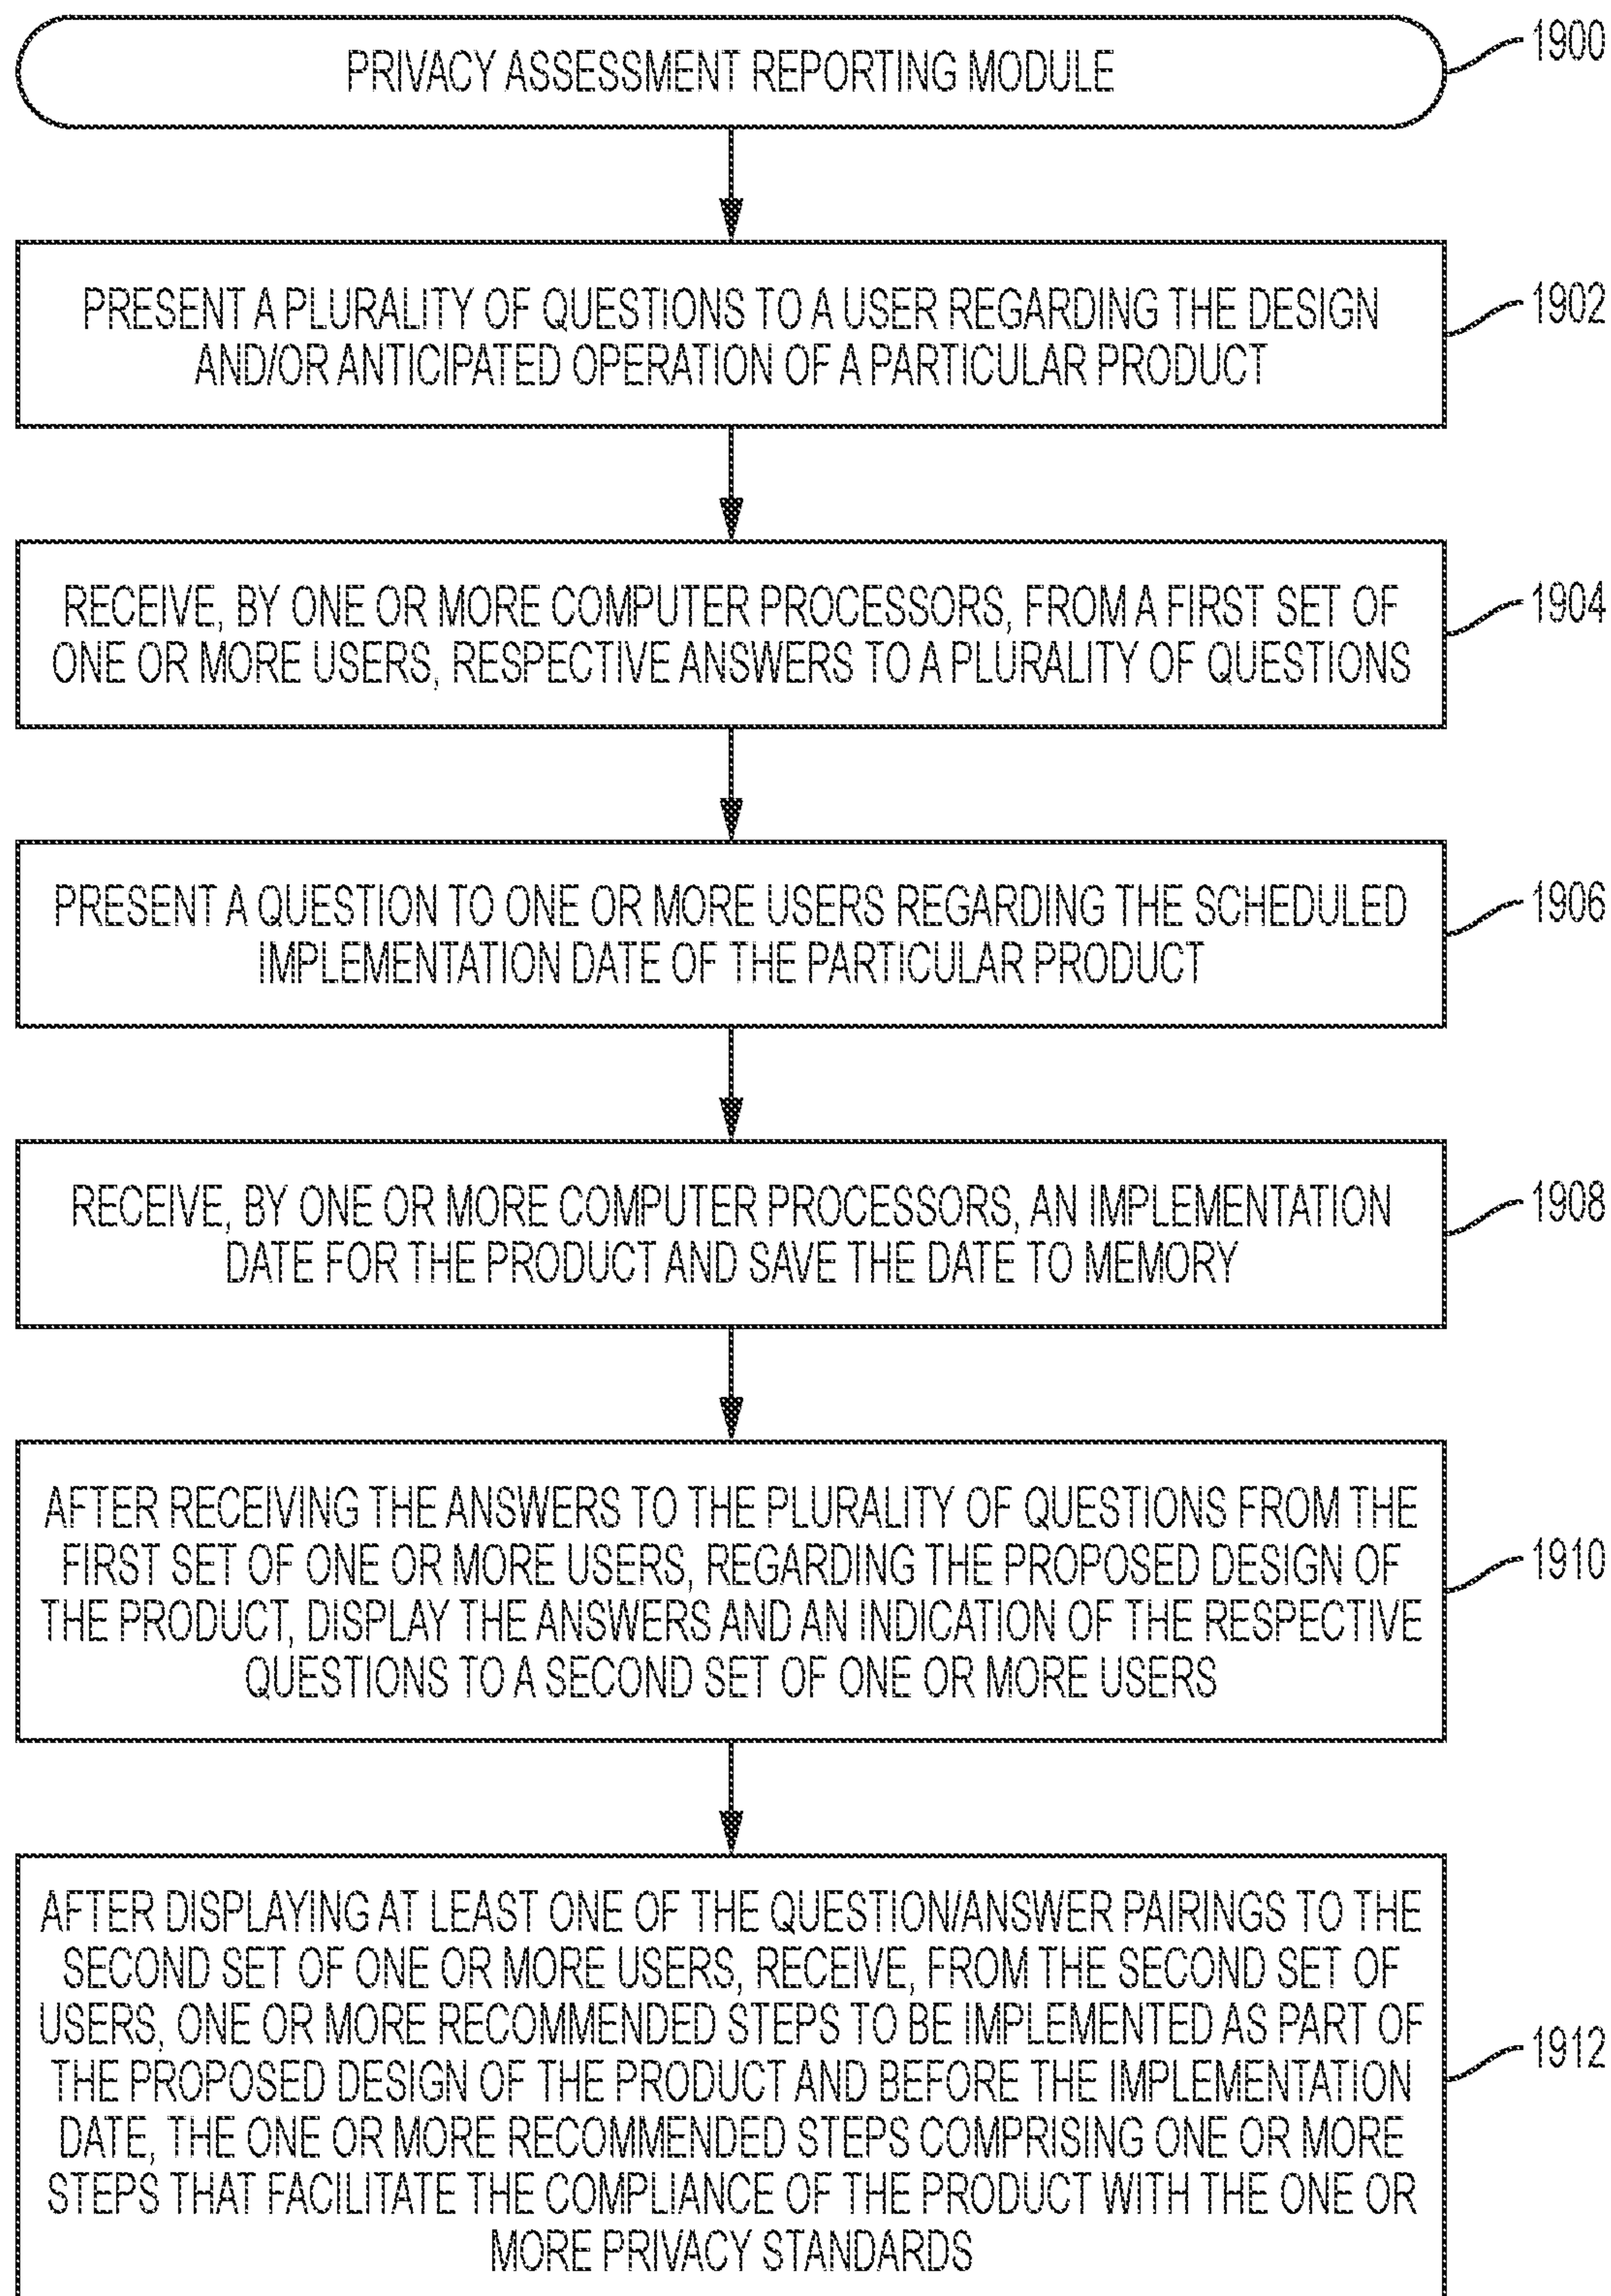 PRIVACY ASSESSMENT REPORTING MODULE
1900
PRESENT A PLURALITY OF QUESTIONS TO A USER REGARDING THE DESIGN
AND/OR ANTICIPATED OPERATION OF A PARTICULAR PRODUCT
1902
RECEIVE, BY ONE OR MORE COMPUTER PROCESSORS, FROM A FIRST SET OF
ONE OR MORE USERS, RESPECTIVE ANSWERS TO A PLURALITY OF QUESTIONS
1904
PRESENT A QUESTION TO ONE OR MORE USERS REGARDING THE SCHEDULED
IMPLEMENTATION DATE OF THE PARTICULAR PRODUCT
1906
RECEIVE, BY ONE OR MORE COMPUTER PROCESSORS, AN IMPLEMENTATION
DATE FOR THE PRODUCT AND SAVE THE DATE TO MEMORY
1908
AFTER RECEIVING THE ANSWERS TO THE PLURALITY OF QUESTIONS FROM THE
FIRST SET OF ONE OR MORE USERS, REGARDING THE PROPOSED DESIGN OF
THE PRODUCT, DISPLAY THE ANSWERS AND AN INDICATION OF THE RESPECTIVE
QUESTIONS TO A SECOND SET OF ONE OR MORE USERS
1910
AFTER DISPLAYING AT LEAST ONE OF THE QUESTION/ANSWER PAIRINGS TO THE
SECOND SET OF ONE OR MORE USERS, RECEIVE, FROM THE SECOND SET OF
USERS, ONE OR MORE RECOMMENDED STEPS TO BE IMPLEMENTED AS PART OF
THE PROPOSED DESIGN OF THE PRODUCT AND BEFORE THE IMPLEMENTATION
DATE, THE ONE OR MORE RECOMMENDED STEPS COMPRISING ONE OR MORE
STEPS THAT FACILITATE THE COMPLIANCE OF THE PRODUCT WITH THE ONE OR
MORE PRIVACY STANDARDS
1912